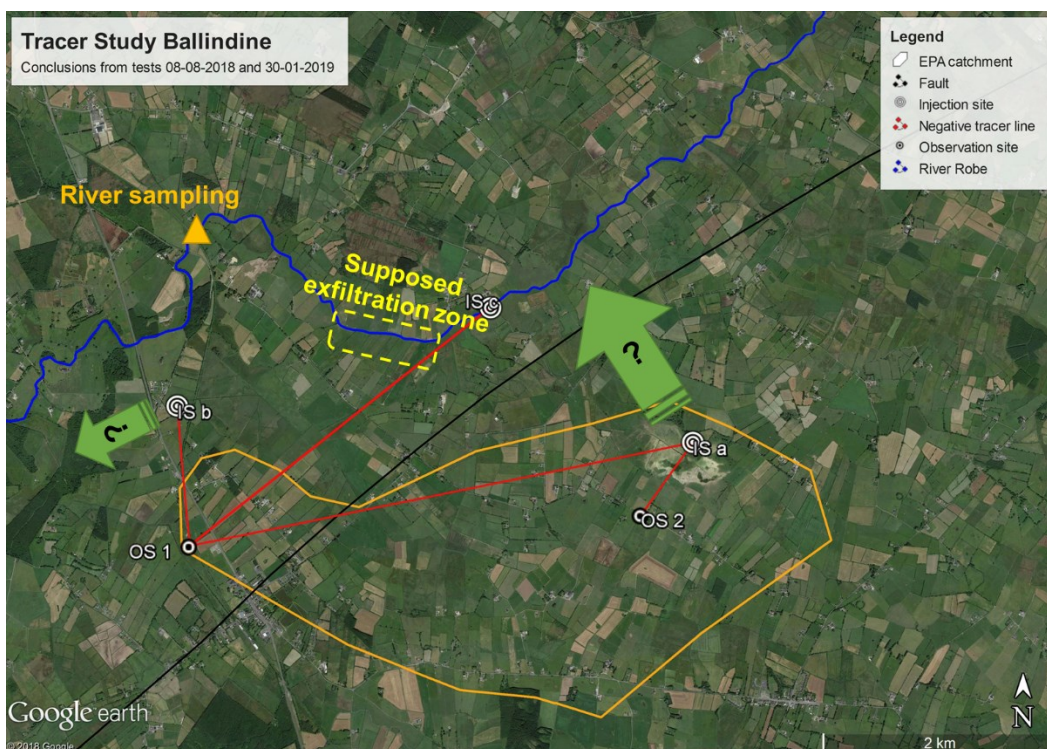 Tracer Study Ballindine
Conclusions from tests 08-08-2018 and 30-01-2019
Legend
EPA catchment
Fault
Injection site
Negative tracer line
Observation site
River Robe
River sampling
Supposed
exfiltration zone
IS c
?
IS b
?
IS a
OS 2
OS 1
Google earth
© 2018 Google
N
2 km